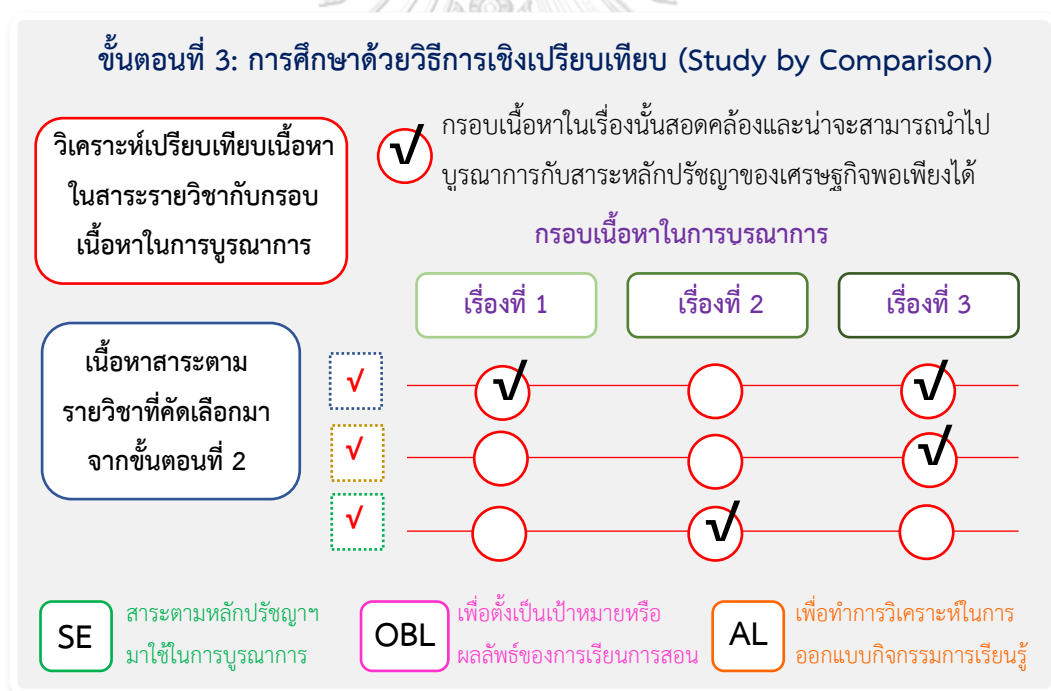 ขั้นตอนที่ 3: การศึกษาด้วยวิธีการเชิงเปรียบเทียบ (Study by Comparison)
วิเคราะห์เปรียบเทียบเนื้อหา
ในสาระรายวิชากับกรอบ
เนื้อหาในการบูรณาการ
√
กรอบเนื้อหาในเรื่องนั้นสอดคล้องและน่าจะสามารถนำไป
บูรณาการกับสาระหลักปรัชญาของเศรษฐกิจพอเพียงได้
กรอบเนื้อหาในการบูรณาการ
เรื่องที่ 1
เรื่องที่ 2
เรื่องที่ 3
เนื้อหาสาระตาม
รายวิชาที่คัดเลือกมา
จากขั้นตอนที่ 2
√ √ √
√ √
√ √
SE
สาระตามหลักปรัชญาฯ
มาใช้ในการบูรณาการ
OBL
เพื่อตั้งเป็นเป้าหมายหรือ
ผลลัพธ์ของการเรียนการสอน
AL
เพื่อทำการวิเคราะห์ในการ
ออกแบบกิจกรรมการเรียนรู้